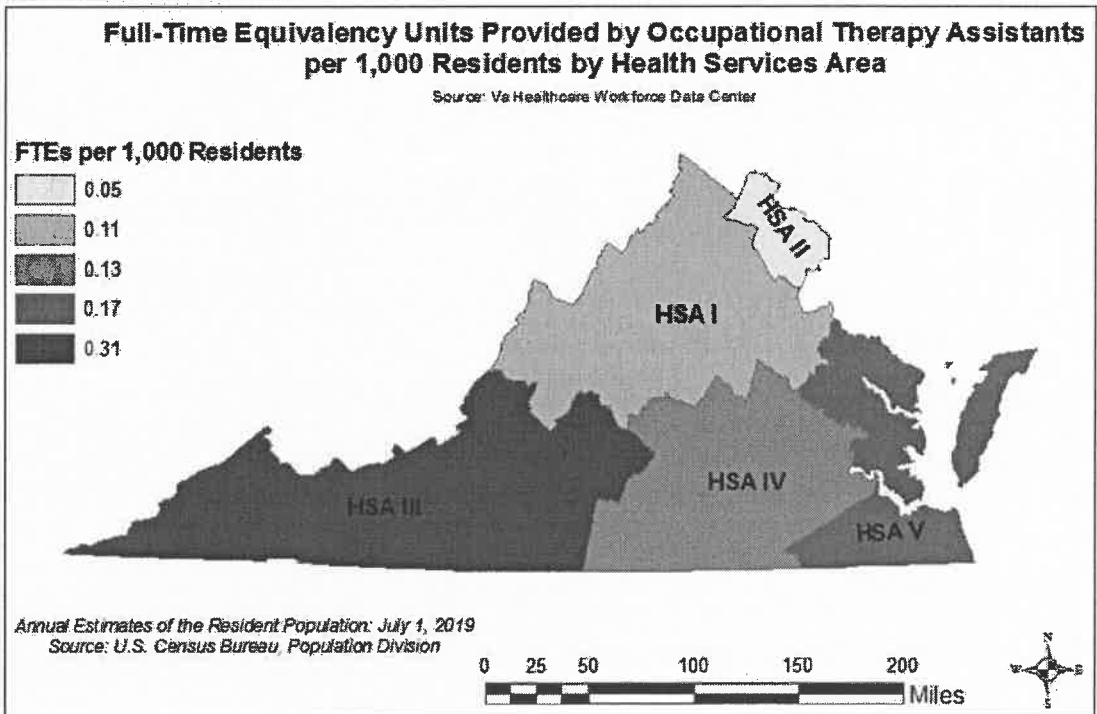 Full-Time Equivalency Units Provided by Occupational Therapy Assistants
per 1,000 Residents by Health Services Area
Source: Va Healthcare Workforce Data Center
FTEs per 1,000 Residents
0.05
0.11
0.13
0.17
0.31
HSA II
HSA I
HSA III
HSA IV
HSA V
Annual Estimates of the Resident Population: July 1, 2019
Source: U.S. Census Bureau, Population Division
0 25 50 100 150 200
Miles
N
W E
S